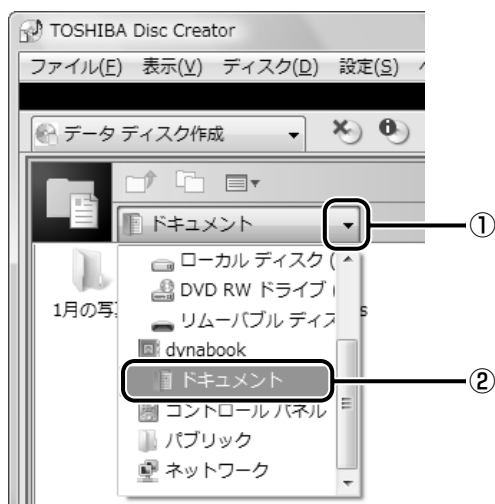 TOSHIBA Disc Creator
ファイル(F) 表示(V) ディスク(D) 設定(S)
データ ディスク作成
ドキュメント
①
ローカル ディスク (
DVD RW ドライブ (
1月の写
s
リムーバブル ディス
dynabook
ドキュメント
②
コントロール パネル
パブリック
ネットワーク